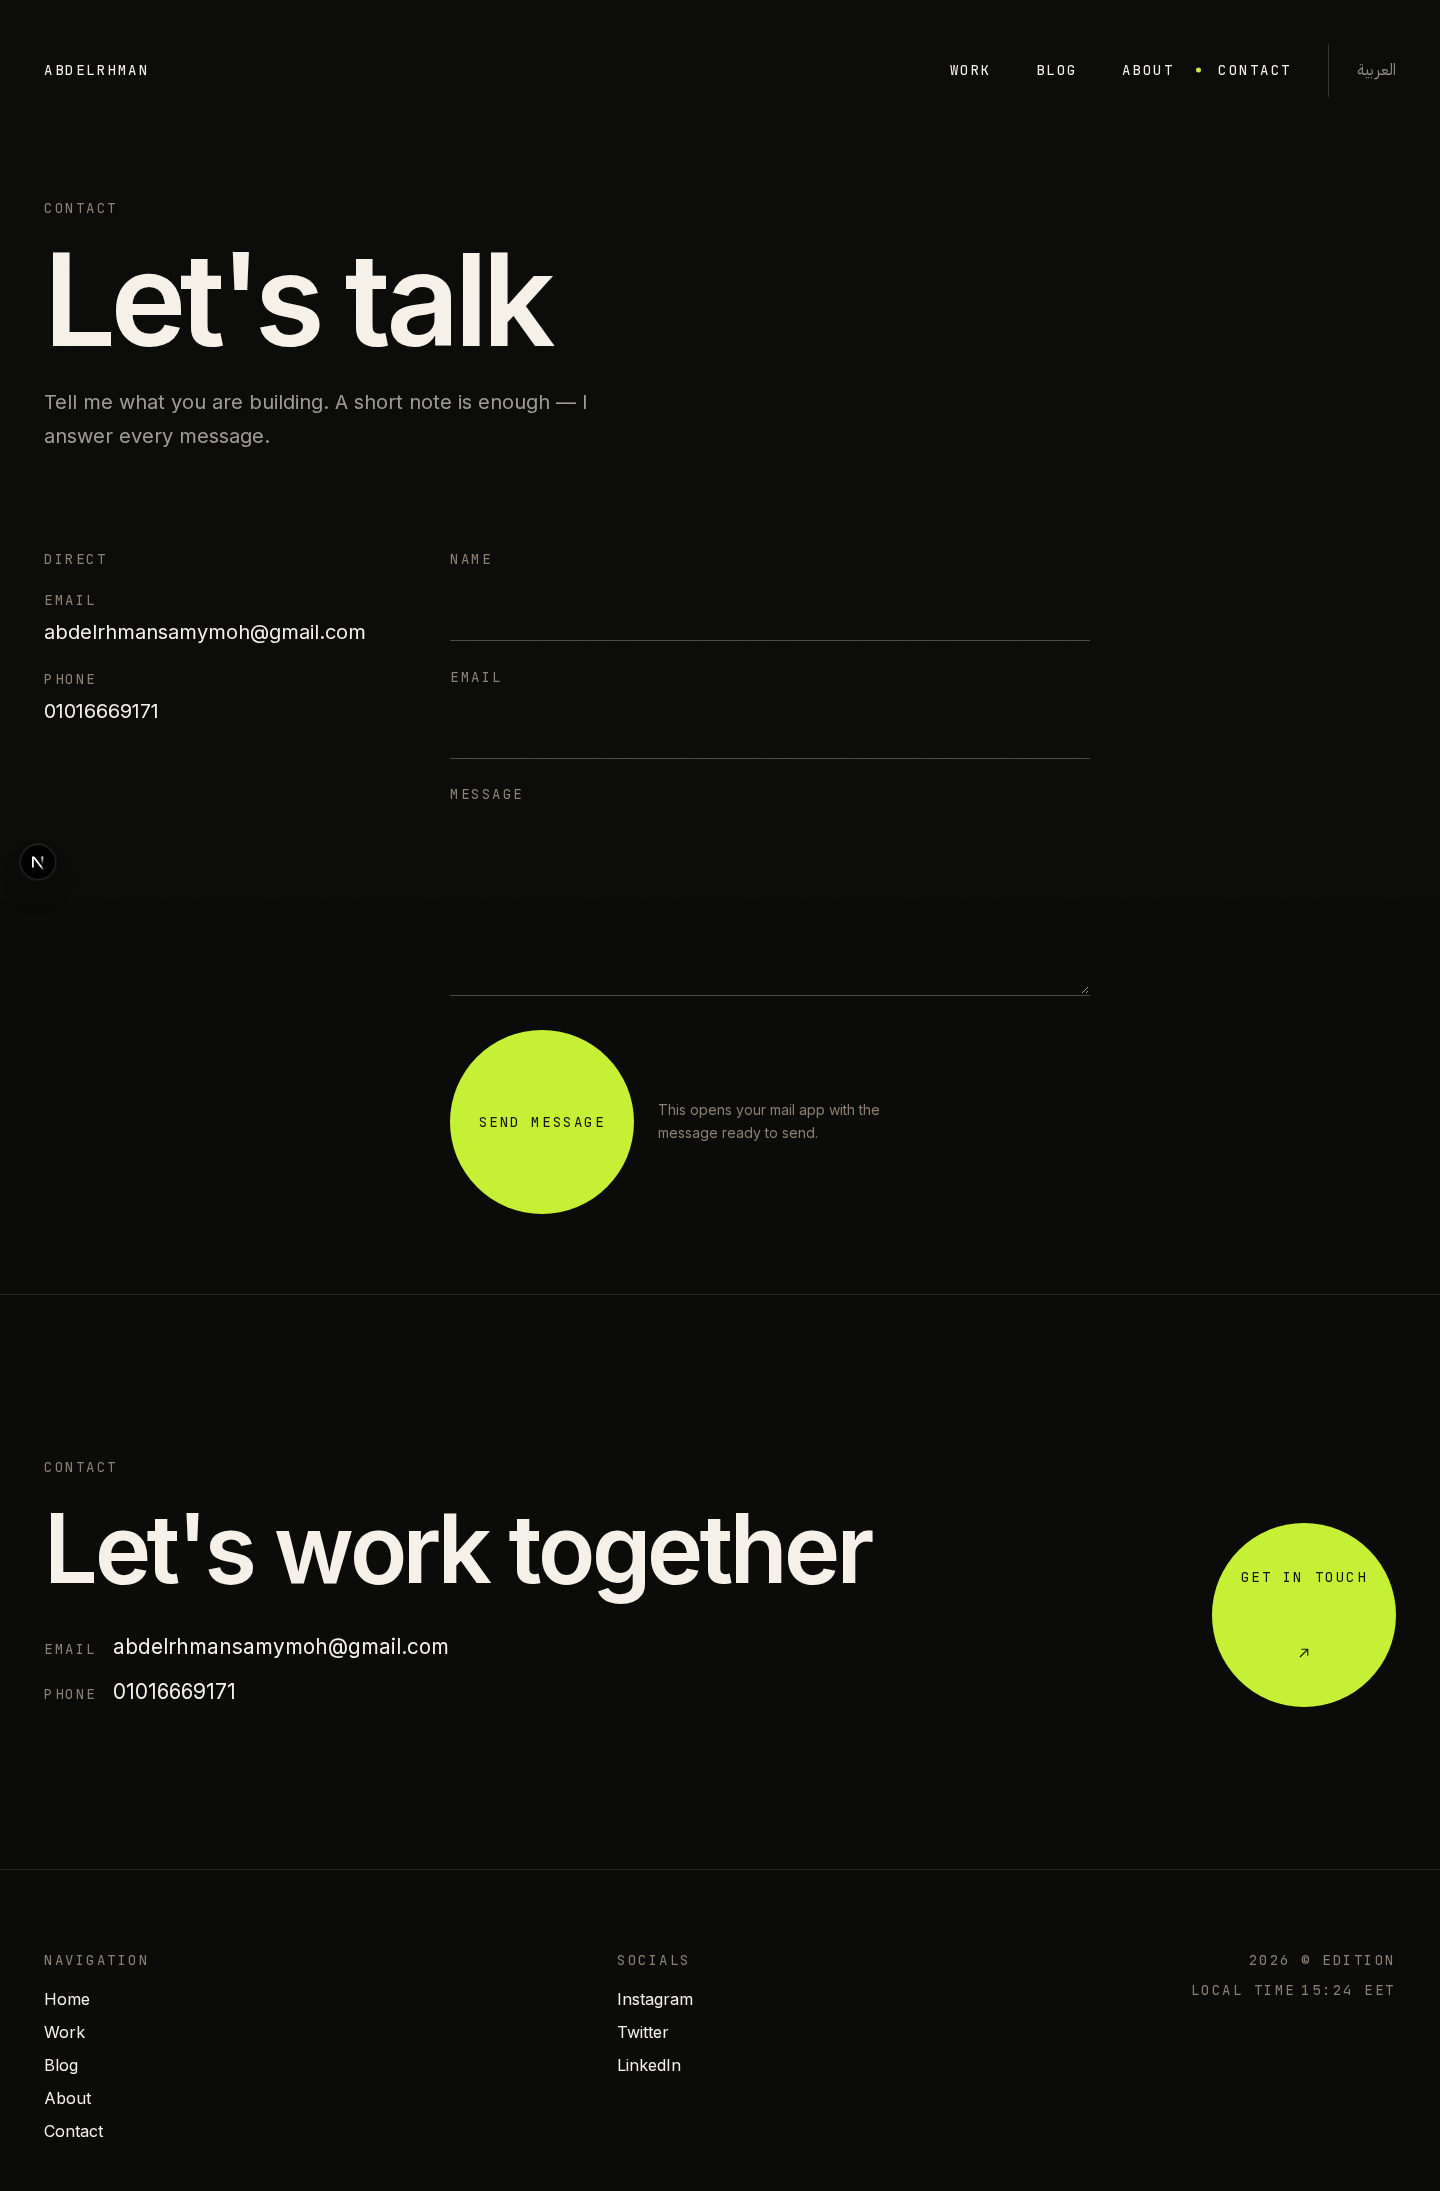 ABDELRHMAN
WORK BLOG ABOUT CONTACT العربية
CONTACT
Let's talk
Tell me what you are building. A short note is enough — I
answer every message.
DIRECT
EMAIL
abdelrhmansamymoh@gmail.com
PHONE
01016669171
NAME
EMAIL
MESSAGE
N
SEND MESSAGE
This opens your mail app with the
message ready to send.
CONTACT
Let's work together
EMAIL abdelrhmansamymoh@gmail.com
PHONE 01016669171
GET IN TOUCH
↗
NAVIGATION
Home
Work
Blog
About
Contact
SOCIALS
Instagram
Twitter
LinkedIn
2026 © EDITION
LOCAL TIME 15:24 EET